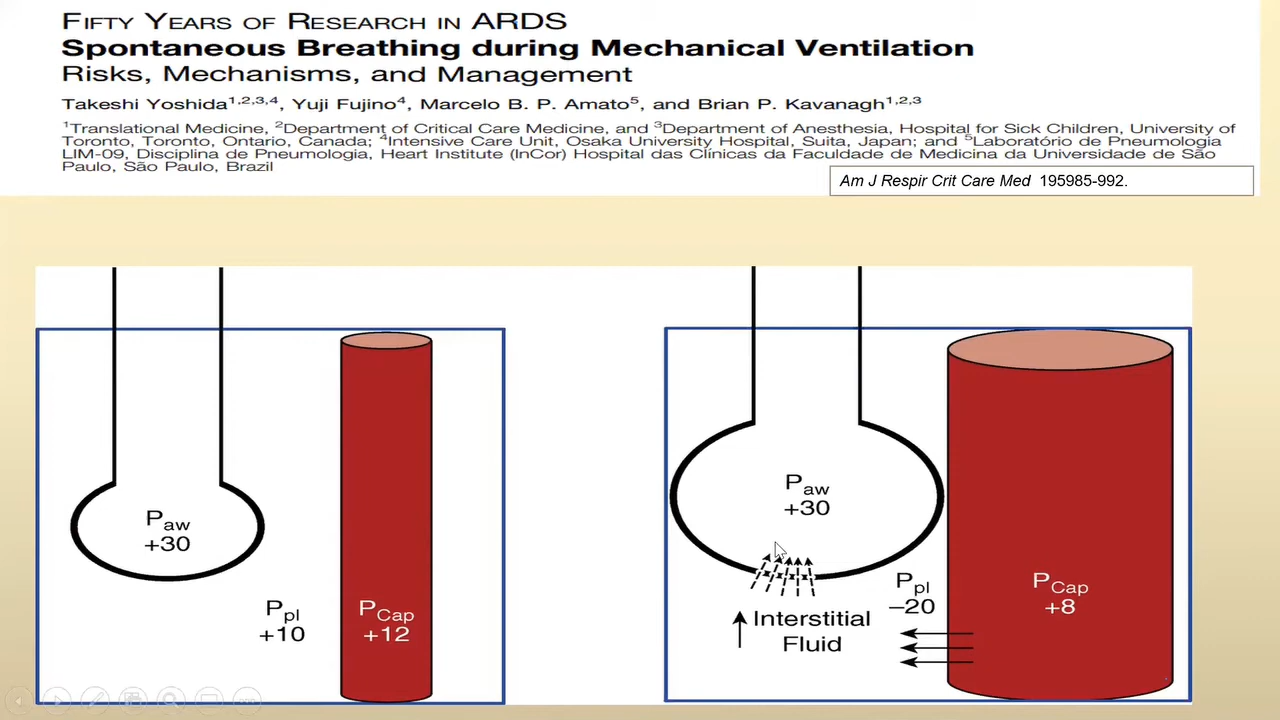 FIFTY YEARS OF RESEARCH IN ARDS
Spontaneous Breathing during Mechanical Ventilation
Risks, Mechanisms, and Management
Takeshi Yoshida1,2,3,4, Yuji Fujino4, Marcelo B. P. Amato5, and Brian P. Kavanagh1,2,3
1Translational Medicine, 2Department of Critical Care Medicine, and 3Department of Anesthesia, Hospital for Sick Children, University of
Toronto, Toronto, Ontario, Canada; 4Intensive Care Unit, Osaka University Hospital, Suita, Japan; and 5Laboratório de Pneumologia
LIM-09, Disciplina de Pneumologia, Heart Institute (InCor) Hospital das Clínicas da Faculdade de Medicina da Universidade de São
Paulo, São Paulo, Brazil
Am J Respir Crit Care Med 195985-992.
Paw
+30
Ppl
+10
PCap
+12
Paw
+30
Interstitial
Fluid
Ppl
−20
PCap
+8